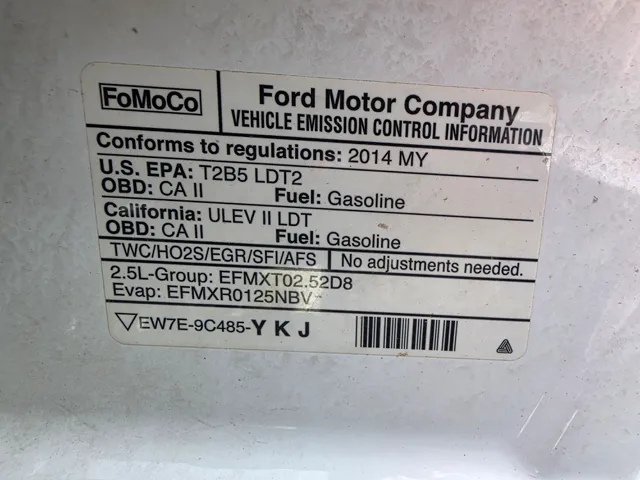 FoMoCo
Ford Motor Company
VEHICLE EMISSION CONTROL INFORMATION
Conforms to regulations: 2014 MY
U.S. EPA: T2B5 LDT2
OBD: CA II Fuel: Gasoline
California: ULEV II LDT
OBD: CA II Fuel: Gasoline
TWC/HO2S/EGR/SFI/AFS No adjustments needed.
2.5L-Group: EFMXT02.52D8
Evap: EFMXR0125NBV-
EW7E-9C485-Y K J